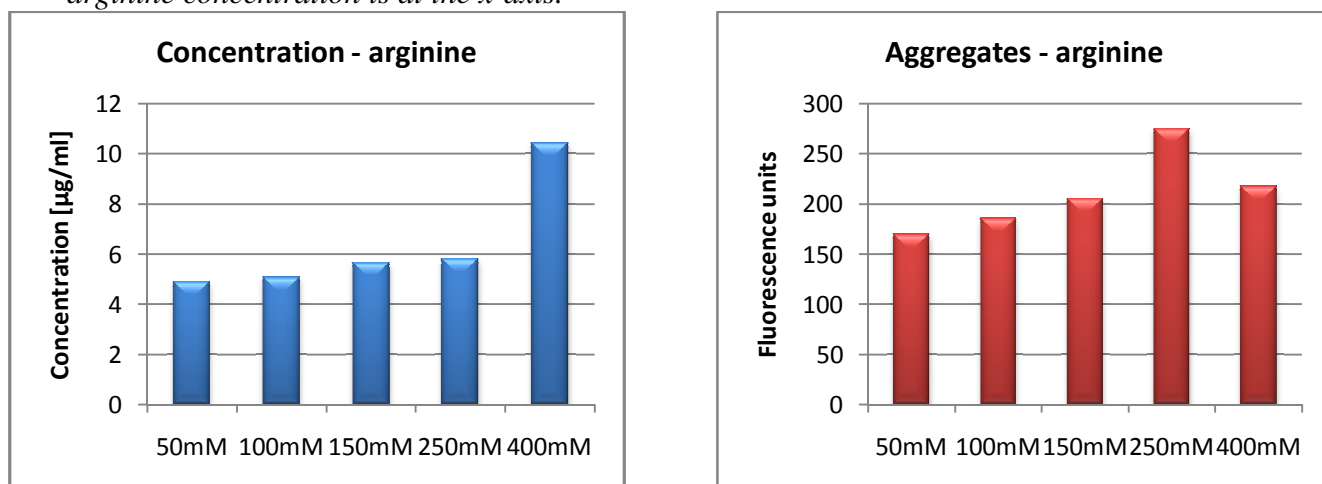 arginine concentration is at the x-axis.
Concentration - arginine
Concentration [µg/ml]
12
10
8
6
4
2
0
50mM 100mM 150mM 250mM 400mM
Aggregates - arginine
Fluorescence units
300
250
200
150
100
50
0
50mM 100mM 150mM 250mM 400mM